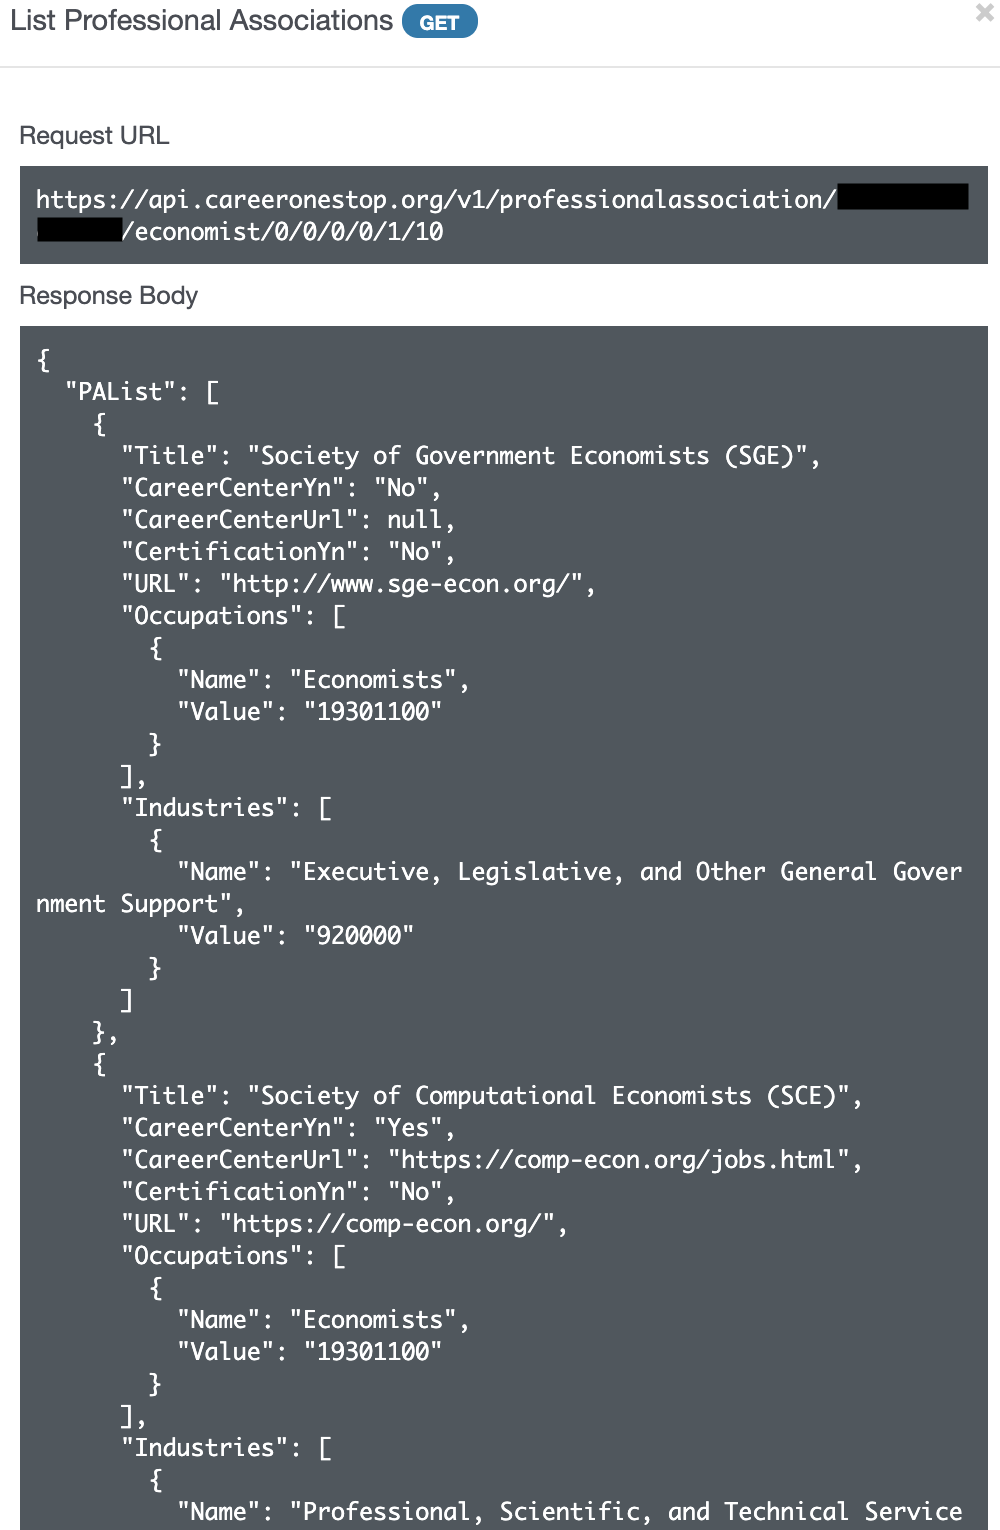 List Professional Associations GET
Request URL
https://api.careeronestop.org/v1/professionalassociation/
/economist/0/0/0/0/1/10
Response Body
{
"PAList": [
{
"Title": "Society of Government Economists (SGE)",
"CareerCenterYn": "No",
"CareerCenterUrl": null,
"CertificationYn": "No",
"URL": "http://www.sge-econ.org/",
"Occupations": [
{
"Name": "Economists",
"Value": "19301100"
}
],
"Industries": [
{
"Name": "Executive, Legislative, and Other General Gover
nment Support",
"Value": "920000"
}
]
},
{
"Title": "Society of Computational Economists (SCE)",
"CareerCenterYn": "Yes",
"CareerCenterUrl": "https://comp-econ.org/jobs.html",
"CertificationYn": "No",
"URL": "https://comp-econ.org/",
"Occupations": [
{
"Name": "Economists",
"Value": "19301100"
}
],
"Industries": [
{
"Name": "Professional, Scientific, and Technical Service